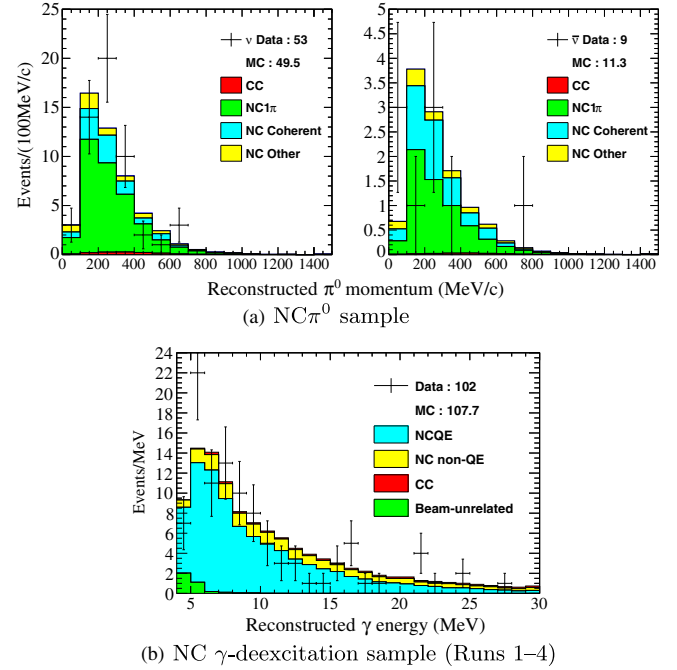 Events/(100MeV/c)
25
20
15
10
5
0
0 200 400 600 800 1000 1200 1400
ν Data : 53
MC : 49.5
CC
NC1π
NC Coherent
NC Other
5
4.5
4
3.5
3
2.5
2
1.5
1
0.5
0
0 200 400 600 800 1000 1200 1400
ν̅ Data : 9
MC : 11.3
CC
NC1π
NC Coherent
NC Other
Reconstructed π⁰ momentum (MeV/c)
(a) NCπ⁰ sample
Events/MeV
24
22
20
18
16
14
12
10
8
6
4
2
0
5 10 15 20 25 30
Data : 102
MC : 107.7
NCQE
NC non-QE
CC
Beam-unrelated
Reconstructed γ energy (MeV)
(b) NC γ-deexcitation sample (Runs 1–4)